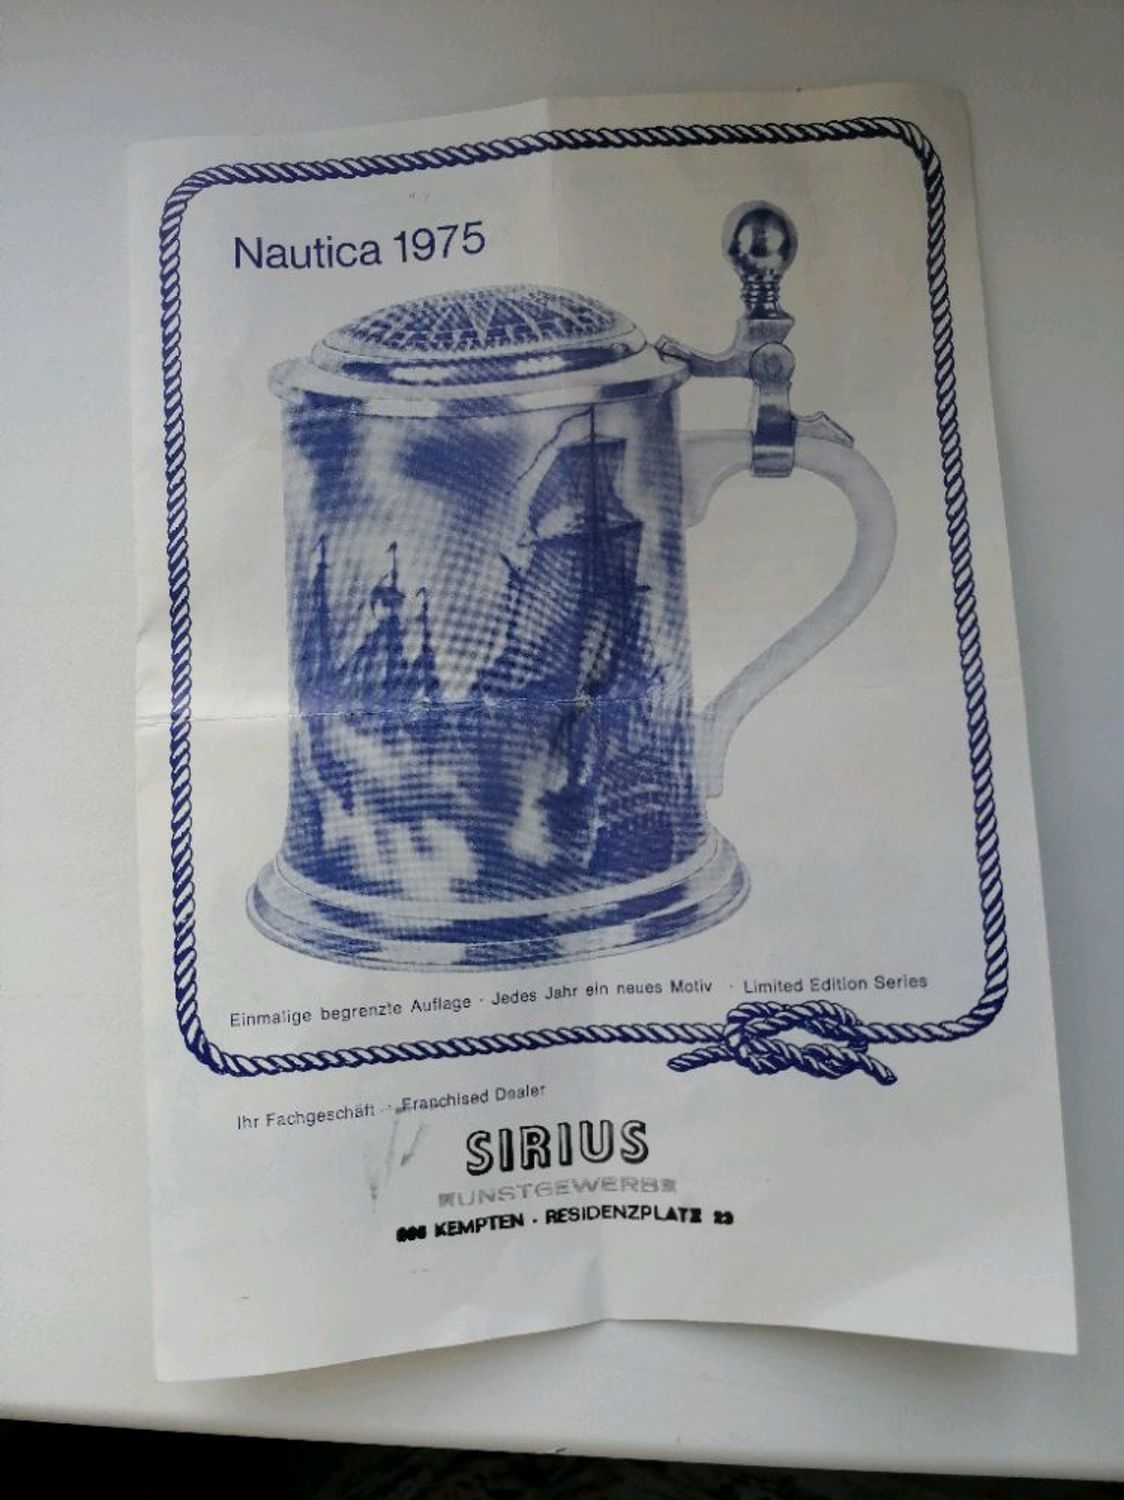 Nautica 1975
Einmalige begrenzte Auflage · Jedes Jahr ein neues Motiv · Limited Edition Series
Ihr Fachgeschäft · Franchised Dealer
SIRIUS
KUNSTGEWERBE
KEMPTEN · RESIDENZPLATZ 23